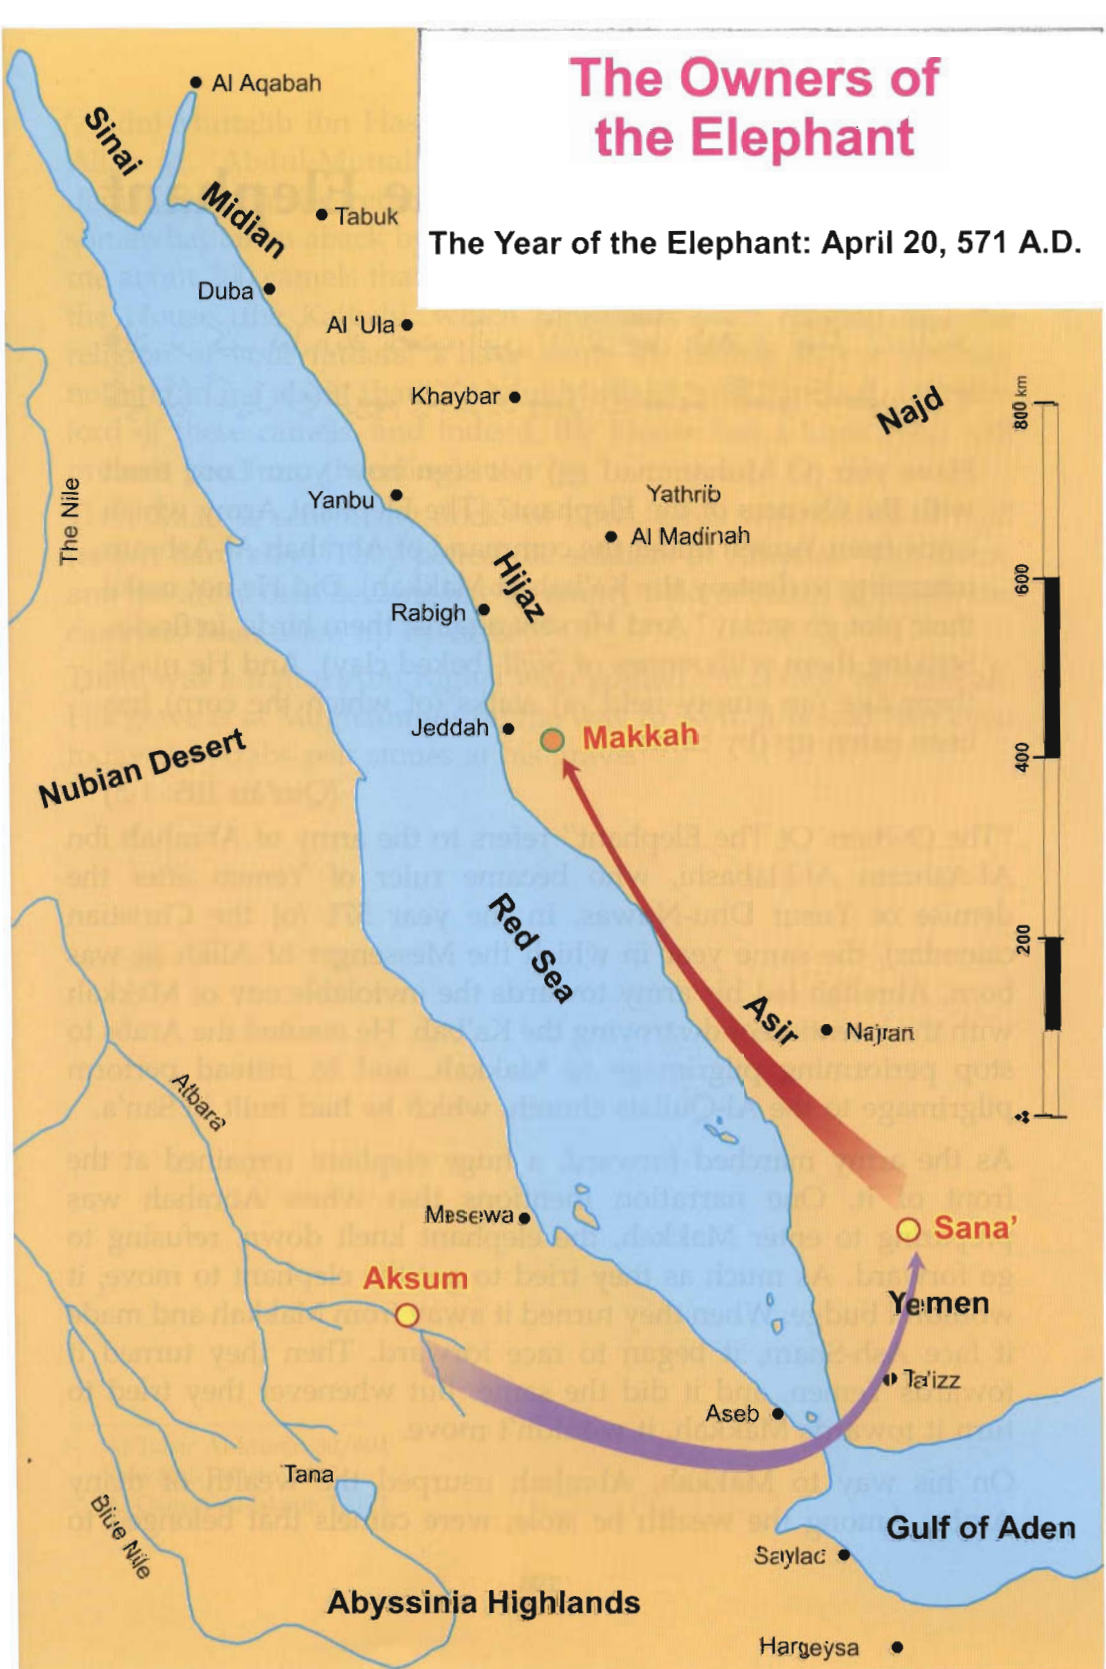 The Owners of
the Elephant
The Year of the Elephant: April 20, 571 A.D.
Al Aqabah
Sinai
Midian
Tabuk
Duba
Al ‘Ula
Khaybar
Najd
800 km
The Nile
Yanbu
Yathrib
Al Madinah
Hijaz
600
Rabigh
Jeddah
Makkah
Nubian Desert
400
Red Sea
200
Asir
Najran
Atbara
Mesewa
Sana’
Aksum
Yemen
Ta'izz
Aseb
Tana
Blue Nile
Gulf of Aden
Saylac
Abyssinia Highlands
Hargeysa